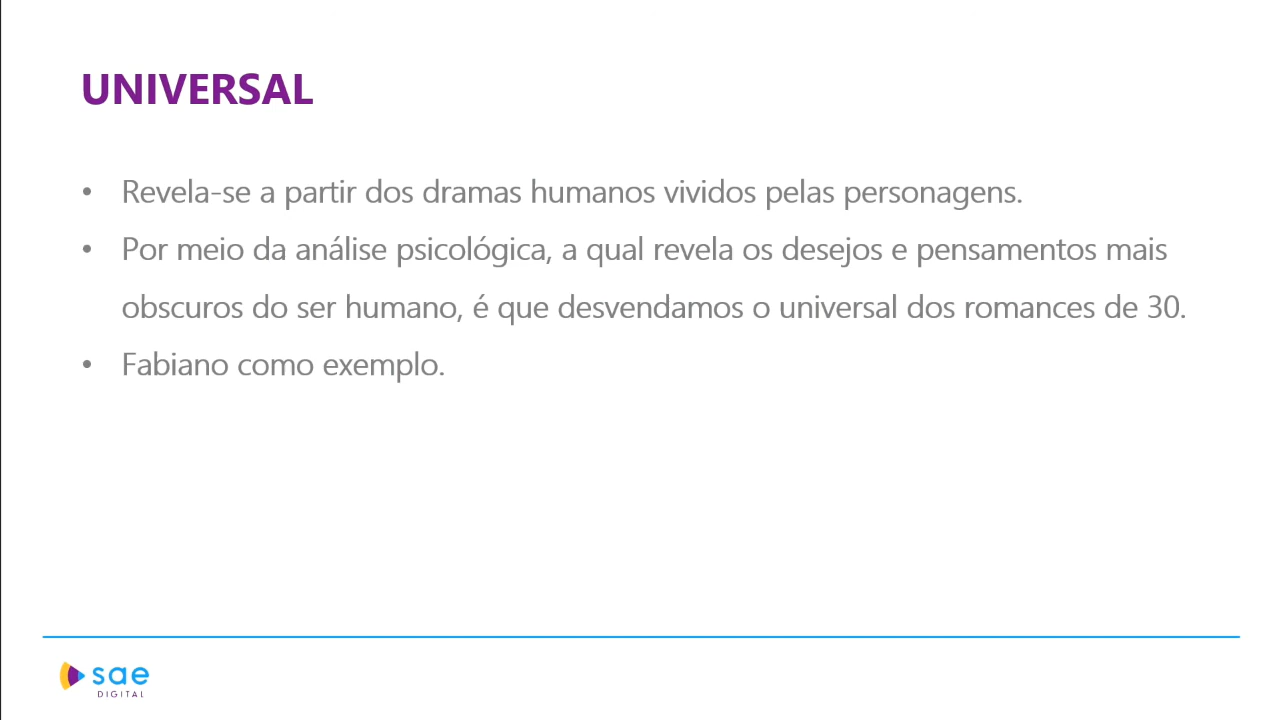 UNIVERSAL
• Revela-se a partir dos dramas humanos vividos pelas personagens.
• Por meio da análise psicológica, a qual revela os desejos e pensamentos mais
obscuros do ser humano, é que desvendamos o universal dos romances de 30.
• Fabiano como exemplo.
sae
DIGITAL